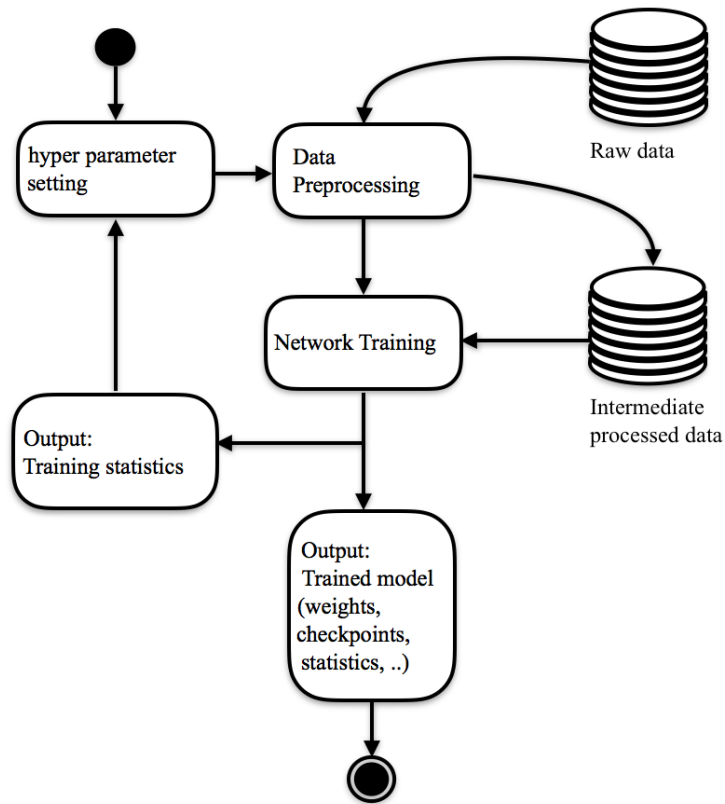 hyper parameter
setting
Data
Preprocessing
Raw data
Network Training
Intermediate
processed data
Output:
Training statistics
Output:
Trained model
(weights,
checkpoints,
statistics, ..)